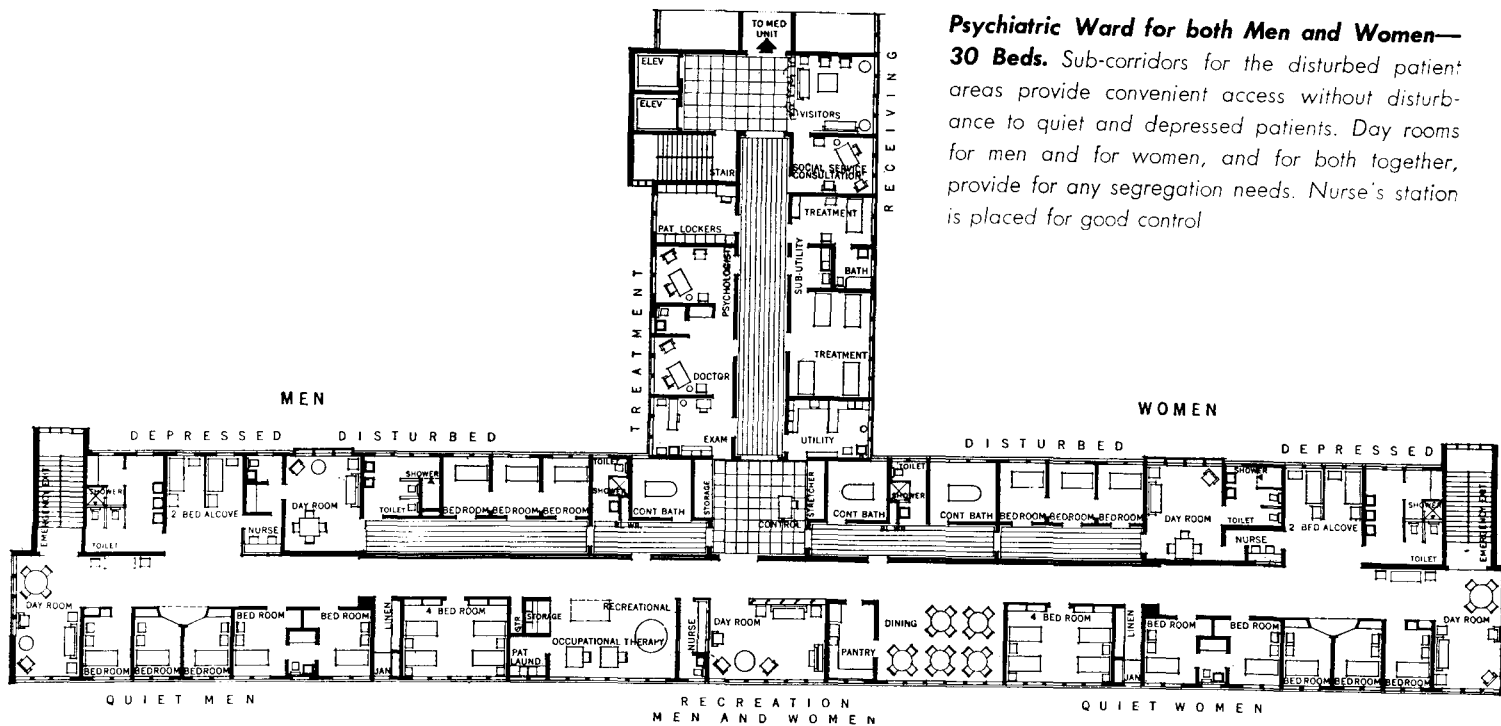 Psychiatric Ward for both Men and Women—
30 Beds. Sub-corridors for the disturbed patient
areas provide convenient access without disturb-
ance to quiet and depressed patients. Day rooms
for men and for women, and for both together,
provide for any segregation needs. Nurse's station
is placed for good control
TO MED
UNIT
ELEV
ELEV
VISITORS
RECEIVING
STAIR
SOCIAL SERVICE
CONSULTATION
PAT LOCKERS
TREATMENT
SUB-UTILITY
BATH
PSYCHOLOGIST
TREATMENT
TREATMENT
DOCTOR
EXAM
UTILITY
MEN
WOMEN
DEPRESSED
DISTURBED
DISTURBED
DEPRESSED
EMERGENCY EXIT
SHOWER
TOILET
2 BED ALCOVE
NURSE
DAY ROOM
SHOWER
TOILET
BEDROOM
BEDROOM
BEDROOM
TOILET
SHOWER
CONT BATH
STORAGE
CONTROL
STRETCHER
CONT BATH
TOILET
SHOWER
CONT BATH
BEDROOM
BEDROOM
BEDROOM
DAY ROOM
SHOWER
TOILET
NURSE
2 BED ALCOVE
SHOWER
TOILET
EMERGENCY EXIT
DAY ROOM
BEDROOM
BEDROOM
BEDROOM
BED ROOM
BED ROOM
LINEN
JAN
4 BED ROOM
STR
STORAGE
PAT
LAUND
RECREATIONAL
OCCUPATIONAL THERAPY
NURSE
DAY ROOM
PANTRY
DINING
4 BED ROOM
LINEN
JAN
BED ROOM
BED ROOM
BEDROOM
BEDROOM
BEDROOM
DAY ROOM
QUIET MEN
RECREATION
MEN AND WOMEN
QUIET WOMEN